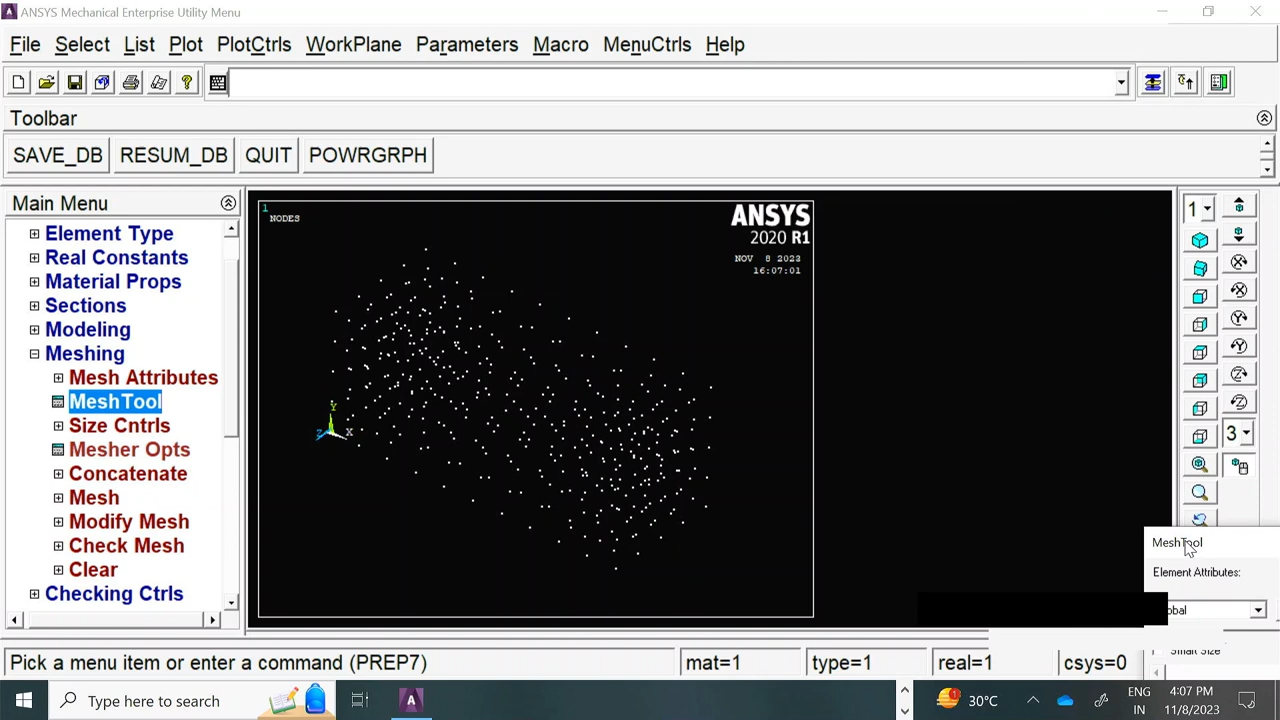 ANSYS Mechanical Enterprise Utility Menu
File Select List Plot PlotCtrls WorkPlane Parameters Macro MenuCtrls Help
Toolbar
SAVE_DB RESUM_DB QUIT POWRGRPH
Main Menu
Element Type
Real Constants
Material Props
Sections
Modeling
Meshing
Mesh Attributes
MeshTool
Size Cntrls
Mesher Opts
Concatenate
Mesh
Modify Mesh
Check Mesh
Clear
Checking Ctrls
1
NODES
ANSYS
2020 R1
NOV 8 2023
16:07:01
Y
Z X
1
3
MeshTool
Element Attributes:
Pick a menu item or enter a command (PREP7)
mat=1 type=1 real=1 csys=0
Type here to search
30°C
ENG
IN
4:07 PM
11/8/2023